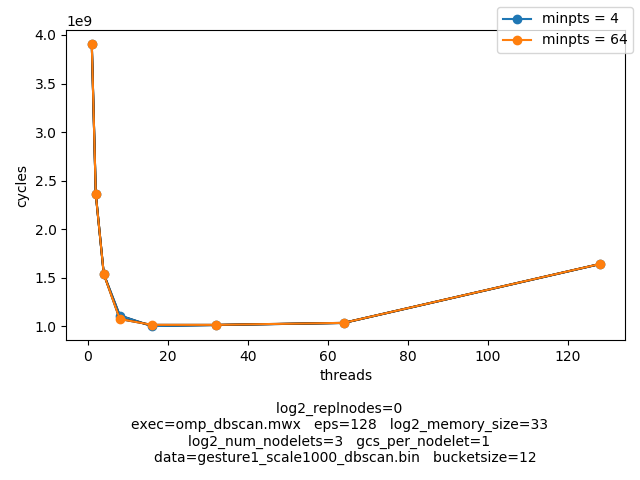 1e9
minpts = 4
minpts = 64
4.0
3.5
3.0
2.5
2.0
1.5
1.0
cycles
0 20 40 60 80 100 120
threads
log2_replnodes=0
exec=omp_dbscan.mwx eps=128 log2_memory_size=33
log2_num_nodelets=3 gcs_per_nodelet=1
data=gesture1_scale1000_dbscan.bin bucketsize=12